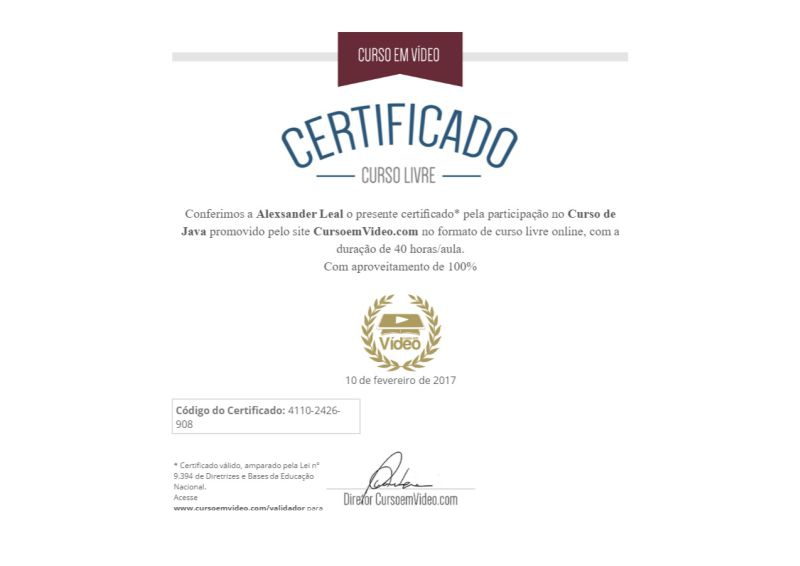 CURSO EM VÍDEO
CERTIFICADO
CURSO LIVRE
Conferimos a Alexsander Leal o presente certificado* pela participação no Curso de
Java promovido pelo site CursoemVideo.com no formato de curso livre online, com a
duração de 40 horas/aula.
Com aproveitamento de 100%
Vídeo
10 de fevereiro de 2017
Código do Certificado: 4110-2426-
908
* Certificado válido, amparado pela Lei nº
9.394 de Diretrizes e Bases da Educação
Nacional.
Acesse
www.cursoemvideo.com/validador para
Diretor CursoemVídeo.com